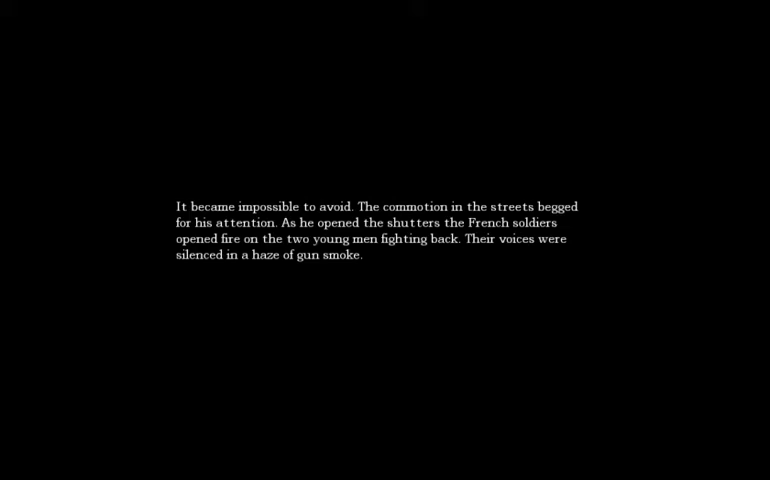 It became impossible to avoid. The commotion in the streets begged
for his attention. As he opened the shutters the French soldiers
opened fire on the two young men fighting back. Their voices were
silenced in a haze of gun smoke.